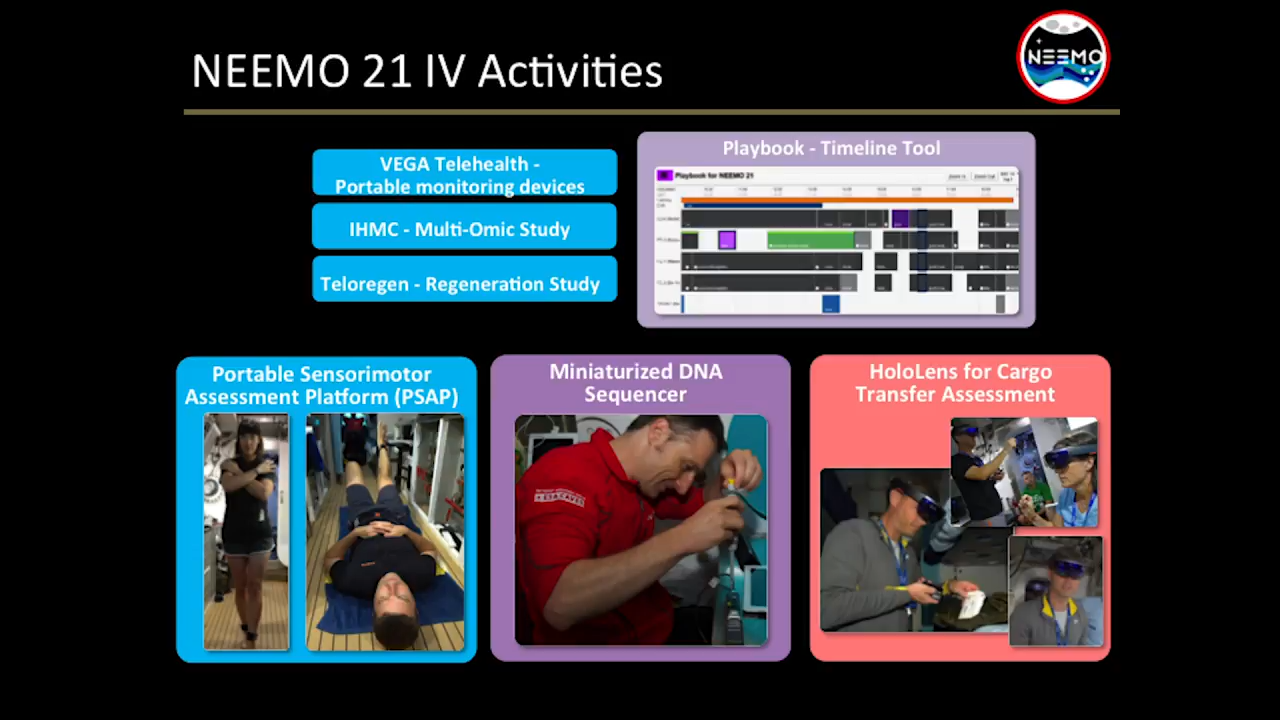 NEEMO 21 IV Activities
NEEMO
VEGA Telehealth -
Portable monitoring devices
IHMC - Multi-Omic Study
Teloregen - Regeneration Study
Playbook - Timeline Tool
Playbook for NEEMO 21
Portable Sensorimotor
Assessment Platform (PSAP)
Miniaturized DNA
Sequencer
HoloLens for Cargo
Transfer Assessment